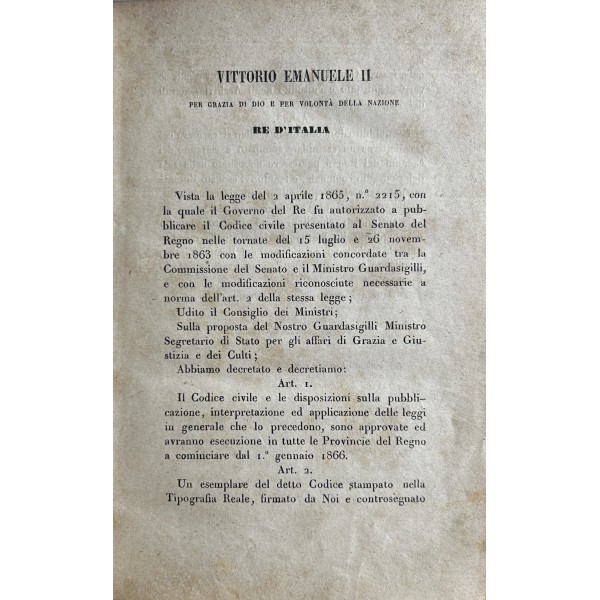 VITTORIO EMANUELE II
PER GRAZIA DI DIO E PER VOLONTÀ DELLA NAZIONE
RE D'ITALIA
Vista la legge del 2 aprile 1865, n.° 2215, con
la quale il Governo del Re fu autorizzato a pub-
blicare il Codice civile presentato al Senato del
Regno nelle tornate del 15 luglio e 26 novem-
bre 1863 con le modificazioni concordate tra la
Commissione del Senato e il Ministro Guardasigilli,
e con le modificazioni riconosciute necessarie a
norma dell'art. 2 della stessa legge;
Udito il Consiglio dei Ministri;
Sulla proposta del Nostro Guardasigilli Ministro
Segretario di Stato per gli affari di Grazia e Giu-
stizia e dei Culti;
Abbiamo decretato e decretiamo:
Art. 1.
Il Codice civile e le disposizioni sulla pubbli-
cazione, interpretazione ed applicazione delle leggi
in generale che lo precedono, sono approvate ed
avranno esecuzione in tutte le Provincie del Regno
a cominciare dal 1.° gennaio 1866.
Art. 2.
Un esemplare del detto Codice stampato nella
Tipografia Reale, firmato da Noi e controsegnato